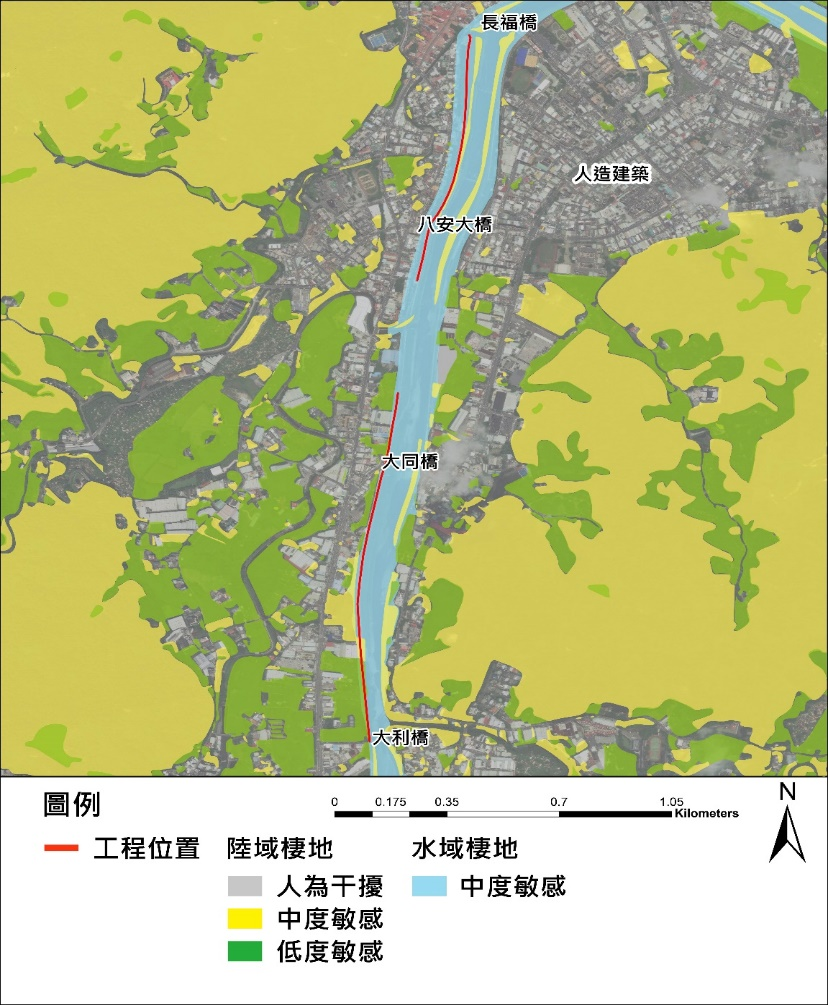 長福橋
人造建築
八安大橋
大同橋
大利橋
圖例
0 0.175 0.35 0.7 1.05
Kilometers
N
工程位置 陸域棲地 水域棲地
人為干擾 中度敏感
中度敏感
低度敏感